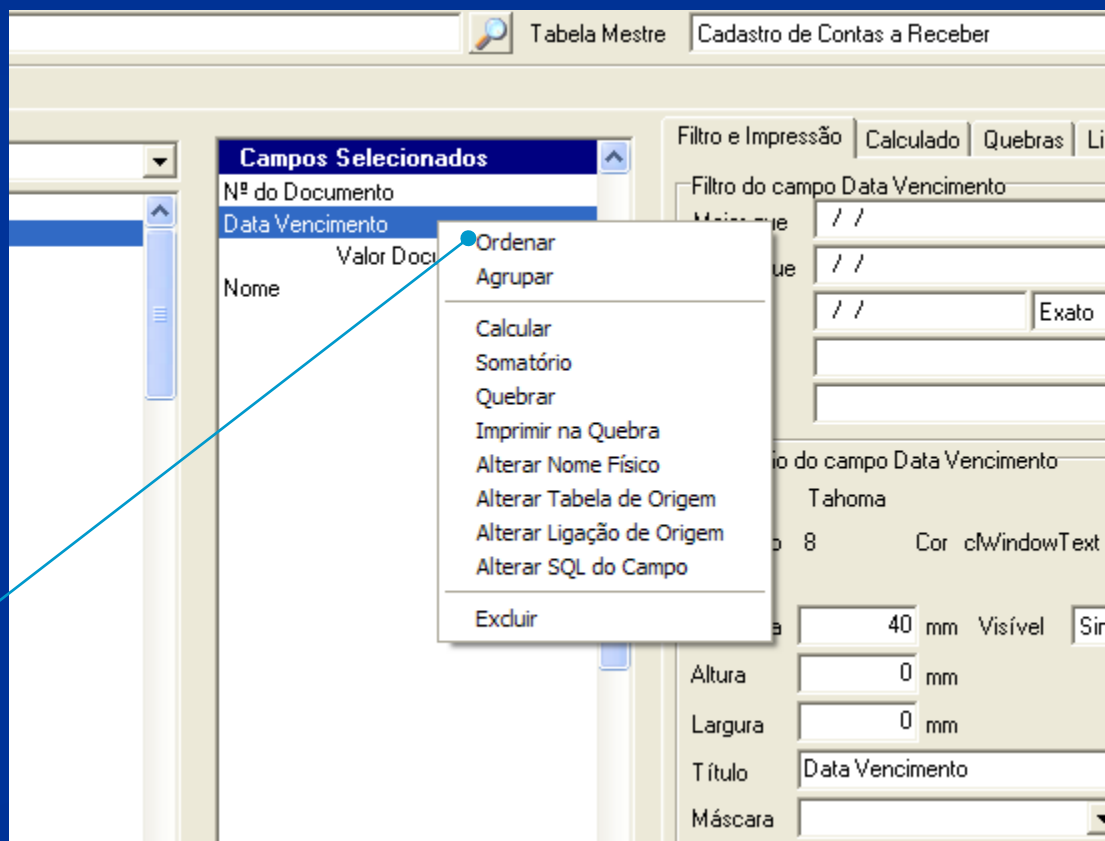 Tabela Mestre
Cadastro de Contas a Receber
Campos Selecionados
Nº do Documento
Data Vencimento
Valor
Nome
Ordenar
Agrupar
Calcular
Somatório
Quebrar
Imprimir na Quebra
Alterar Nome Físico
Alterar Tabela de Origem
Alterar Ligação de Origem
Alterar SQL do Campo
Excluir
Filtro e Impressão
Calculado
Quebras
Filtro do campo Data Vencimento
/ /
/ /
/ / Exato
do campo Data Vencimento
Tahoma
8 Cor clWindowText
40 mm Visível
Altura 0 mm
Largura 0 mm
Título Data Vencimento
Máscara